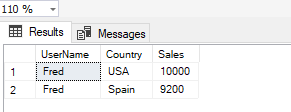 110 %
Results Messages
UserName Country Sales
1 Fred USA 10000
2 Fred Spain 9200